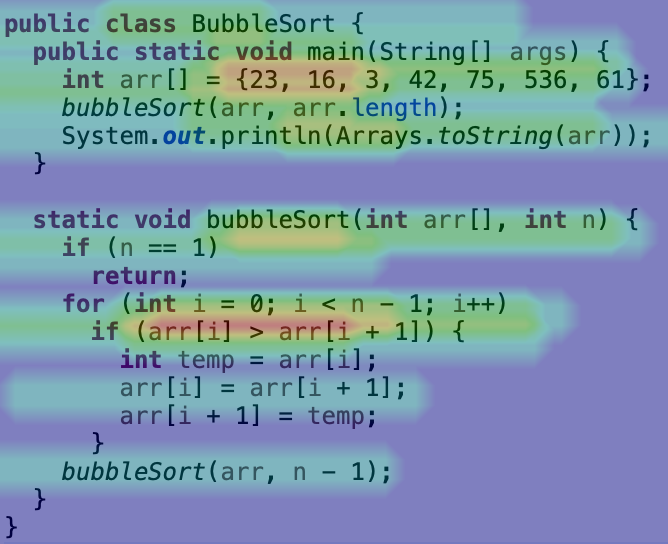 public class BubbleSort {
  public static void main(String[] args) {
    int arr[] = {23, 16, 3, 42, 75, 536, 61};
    bubbleSort(arr, arr.length);
    System.out.println(Arrays.toString(arr));
  }

  static void bubbleSort(int arr[], int n) {
    if (n == 1)
      return;
    for (int i = 0; i < n - 1; i++)
      if (arr[i] > arr[i + 1]) {
        int temp = arr[i];
        arr[i] = arr[i + 1];
        arr[i + 1] = temp;
      }
    bubbleSort(arr, n - 1);
  }
}